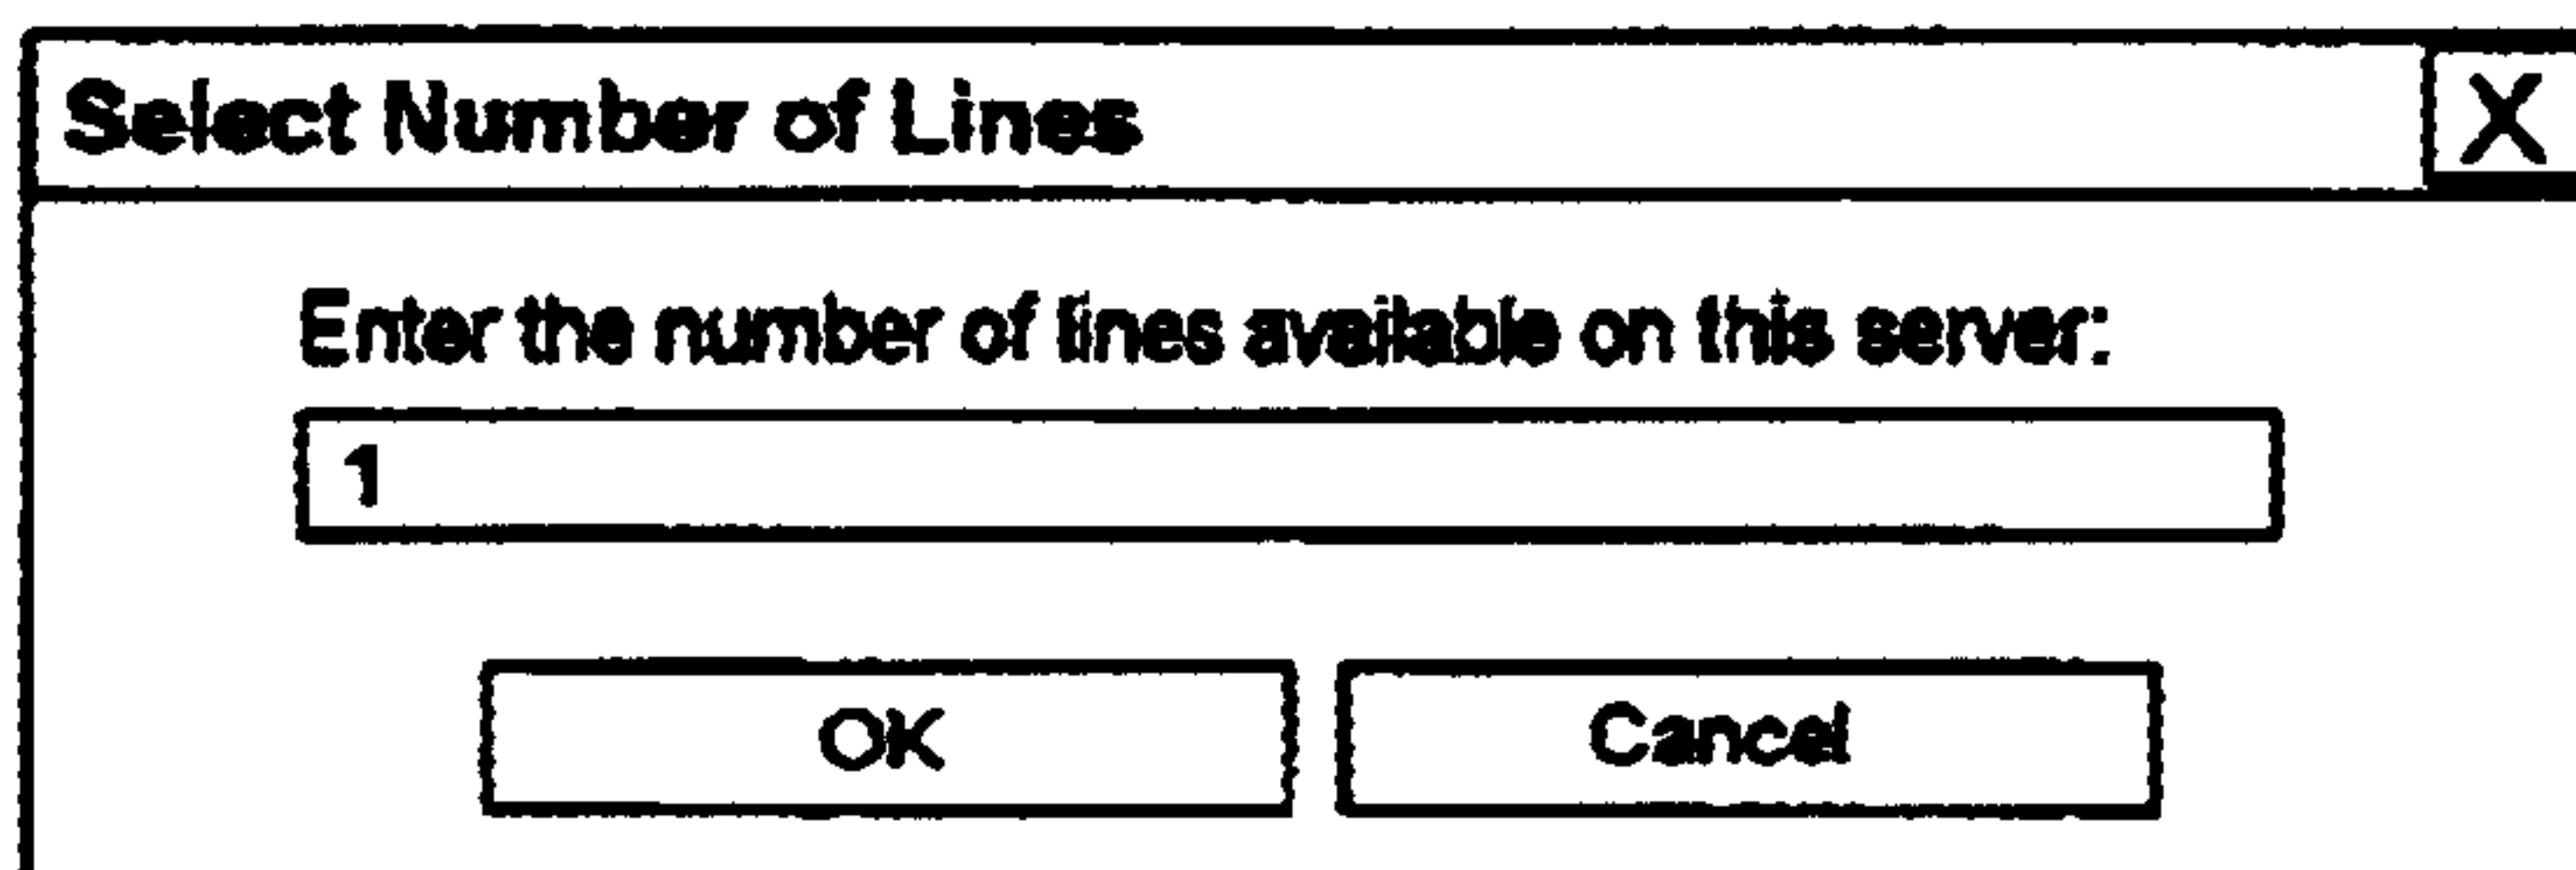 Select Number of Lines X
Enter the number of lines available on this server:
1
OK Cancel